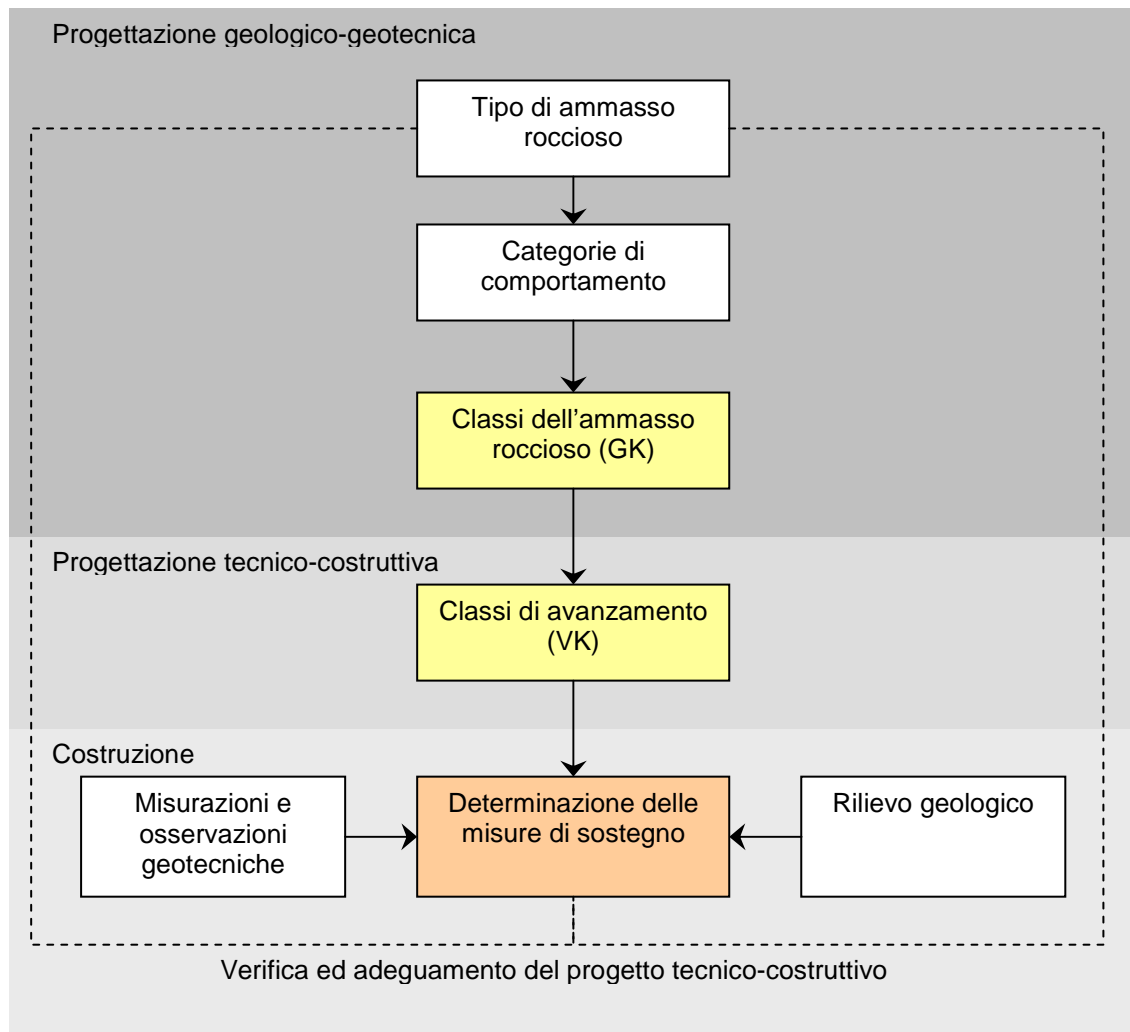 Progettazione geologico-geotecnica
Tipo di ammasso
roccioso
Categorie di
comportamento
Classi dell’ammasso
roccioso (GK)
Progettazione tecnico-costruttiva
Classi di avanzamento
(VK)
Costruzione
Misurazioni e
osservazioni
geotecniche
Determinazione delle
misure di sostegno
Rilievo geologico
Verifica ed adeguamento del progetto tecnico-costruttivo